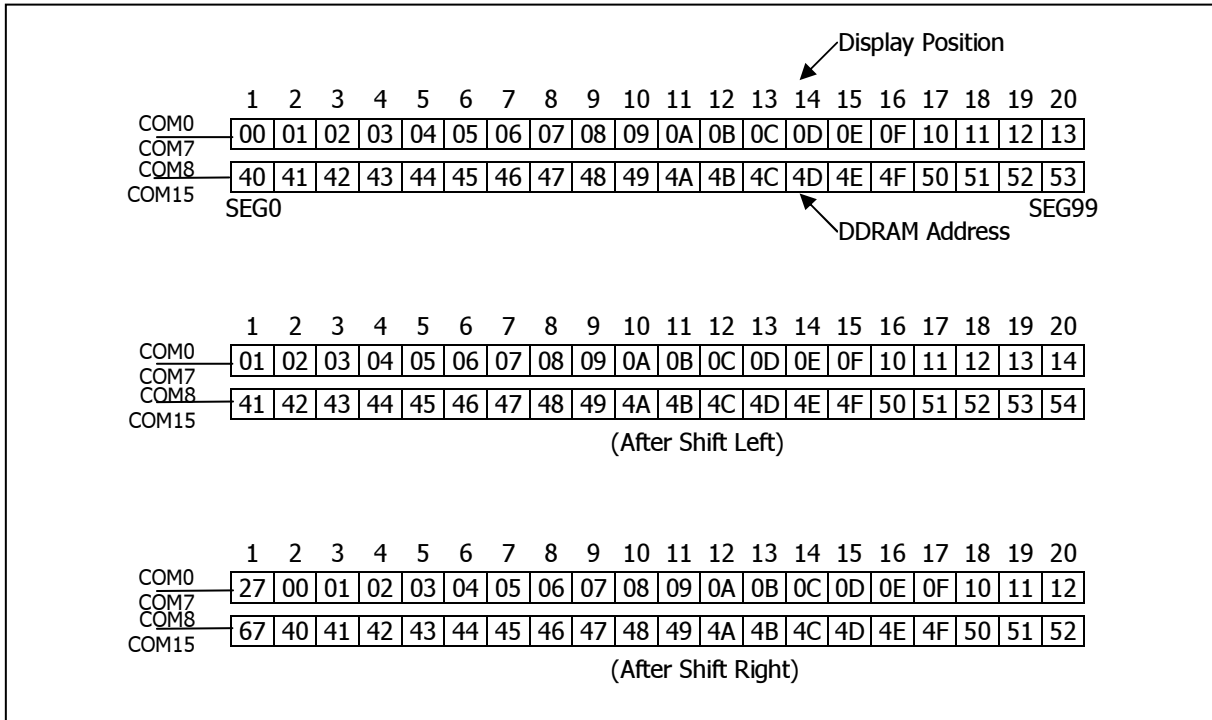 Display Position
1 2 3 4 5 6 7 8 9 10 11 12 13 14 15 16 17 18 19 20
COM0
COM7
00 01 02 03 04 05 06 07 08 09 0A 0B 0C 0D 0E 0F 10 11 12 13
COM8
COM15
40 41 42 43 44 45 46 47 48 49 4A 4B 4C 4D 4E 4F 50 51 52 53
SEG0 SEG99
DDRAM Address
1 2 3 4 5 6 7 8 9 10 11 12 13 14 15 16 17 18 19 20
COM0
COM7
01 02 03 04 05 06 07 08 09 0A 0B 0C 0D 0E 0F 10 11 12 13 14
COM8
COM15
41 42 43 44 45 46 47 48 49 4A 4B 4C 4D 4E 4F 50 51 52 53 54
(After Shift Left)
1 2 3 4 5 6 7 8 9 10 11 12 13 14 15 16 17 18 19 20
COM0
COM7
27 00 01 02 03 04 05 06 07 08 09 0A 0B 0C 0D 0E 0F 10 11 12
COM8
COM15
67 40 41 42 43 44 45 46 47 48 49 4A 4B 4C 4D 4E 4F 50 51 52
(After Shift Right)